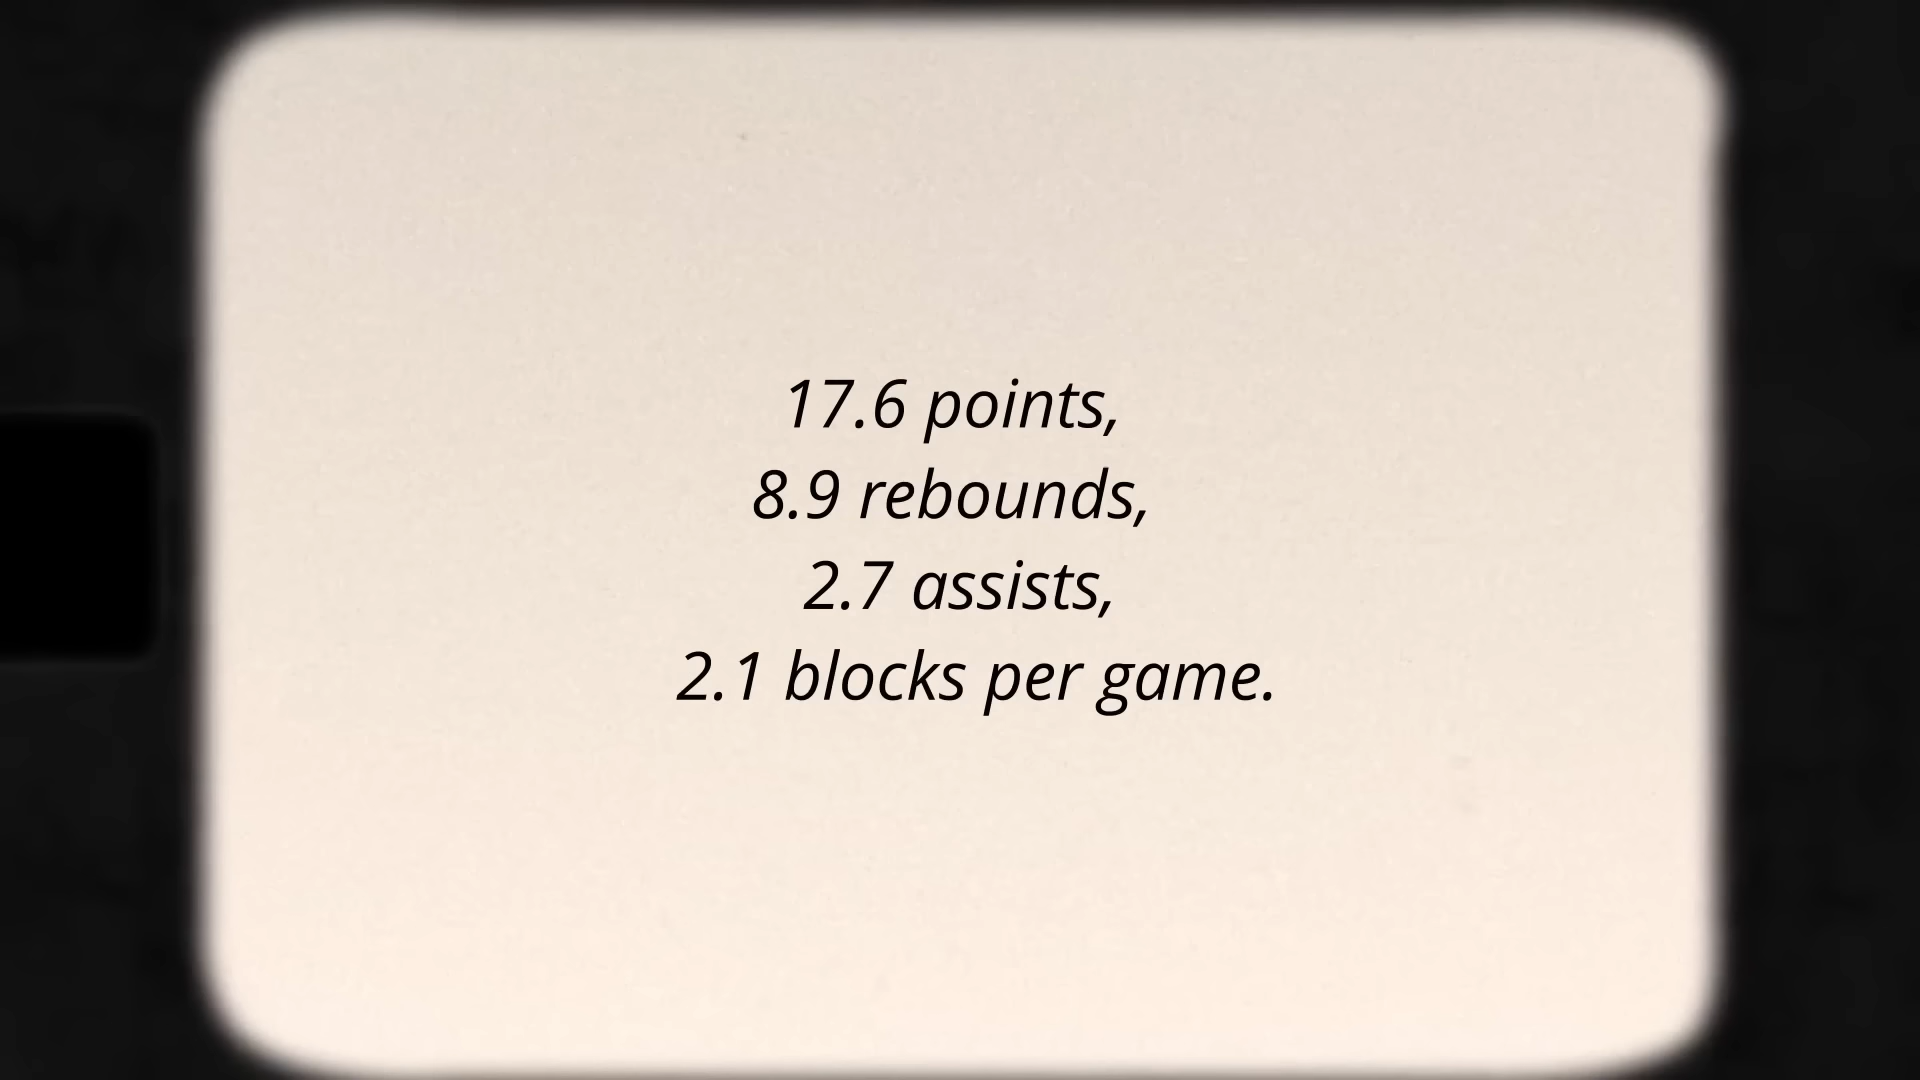 17.6 points,
8.9 rebounds,
2.7 assists,
2.1 blocks per game.